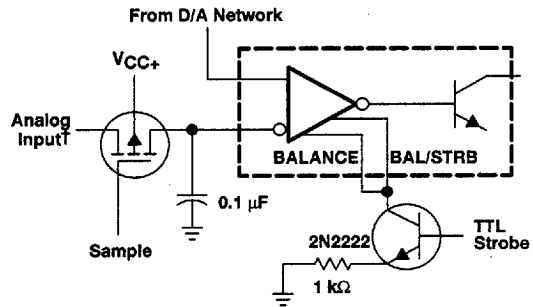 From D/A Network
VCC+
Analog
Input†
BALANCE
BAL/STRB
0.1 µF
Sample
2N2222
TTL
Strobe
1 kΩ